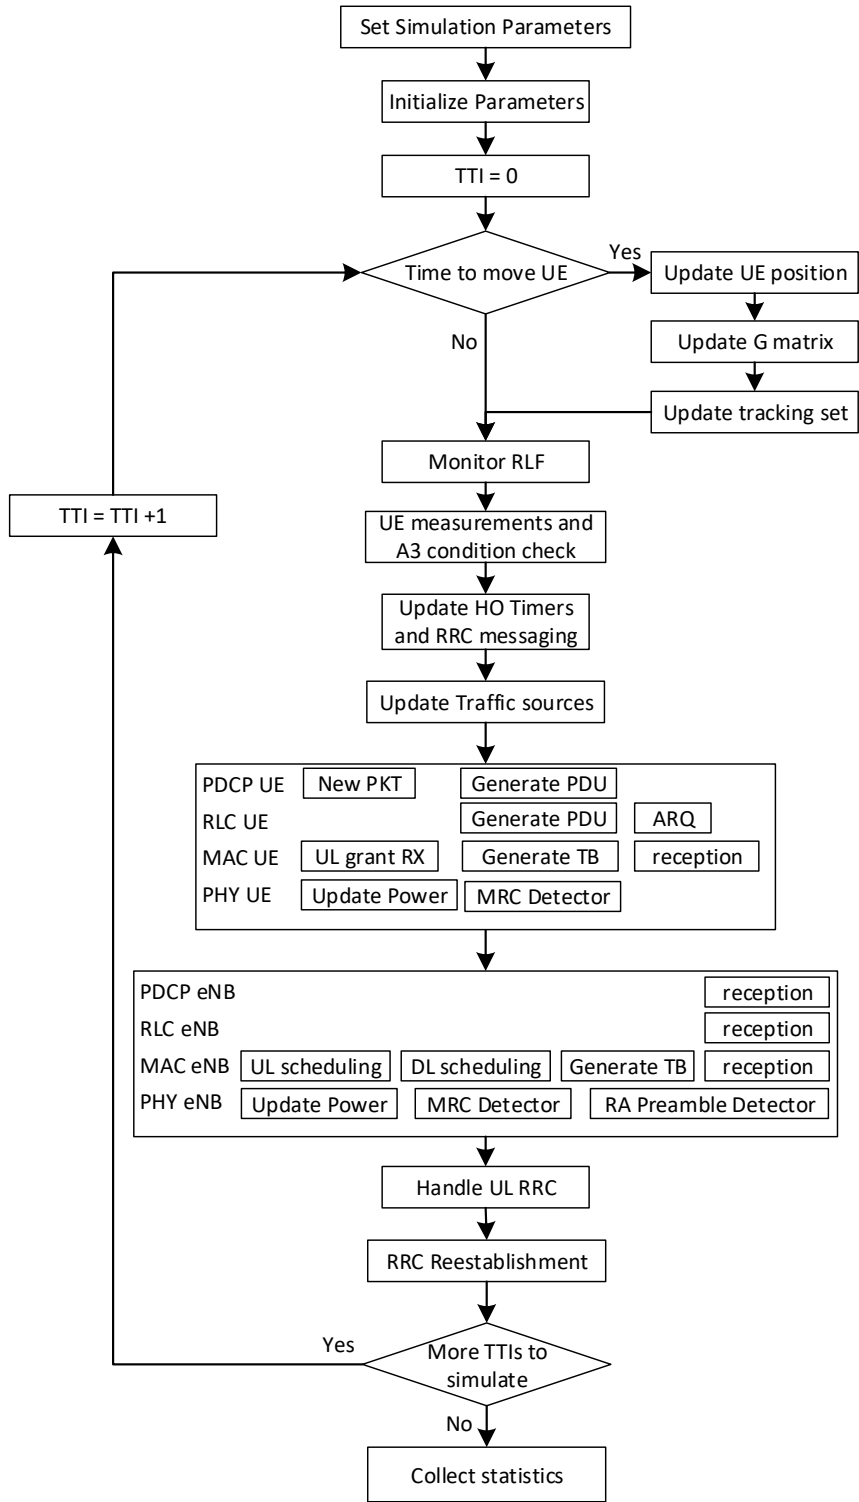 Set Simulation Parameters
Initialize Parameters
TTI = 0
Time to move UE
Yes
Update UE position
No
Update G matrix
Update tracking set
Monitor RLF
TTI = TTI +1
UE measurements and
A3 condition check
Update HO Timers
and RRC messaging
Update Traffic sources
PDCP UE New PKT Generate PDU
RLC UE Generate PDU ARQ
MAC UE UL grant RX Generate TB reception
PHY UE Update Power MRC Detector
PDCP eNB reception
RLC eNB reception
MAC eNB UL scheduling DL scheduling Generate TB reception
PHY eNB Update Power MRC Detector RA Preamble Detector
Handle UL RRC
RRC Reestablishment
Yes
More TTIs to
simulate
No
Collect statistics